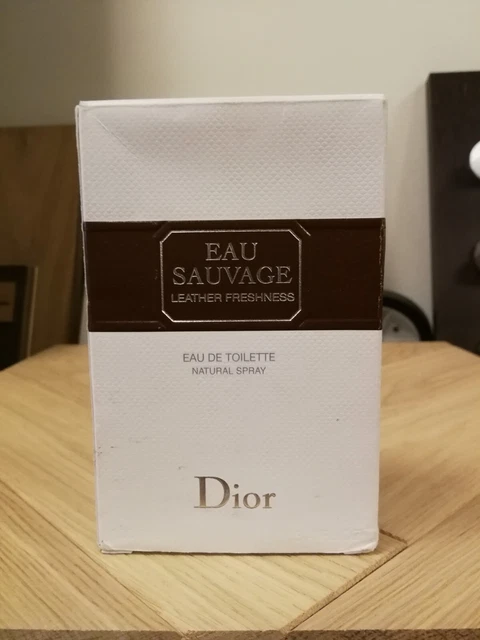 EAU
SAUVAGE
LEATHER FRESHNESS
EAU DE TOILETTE
NATURAL SPRAY
Dior